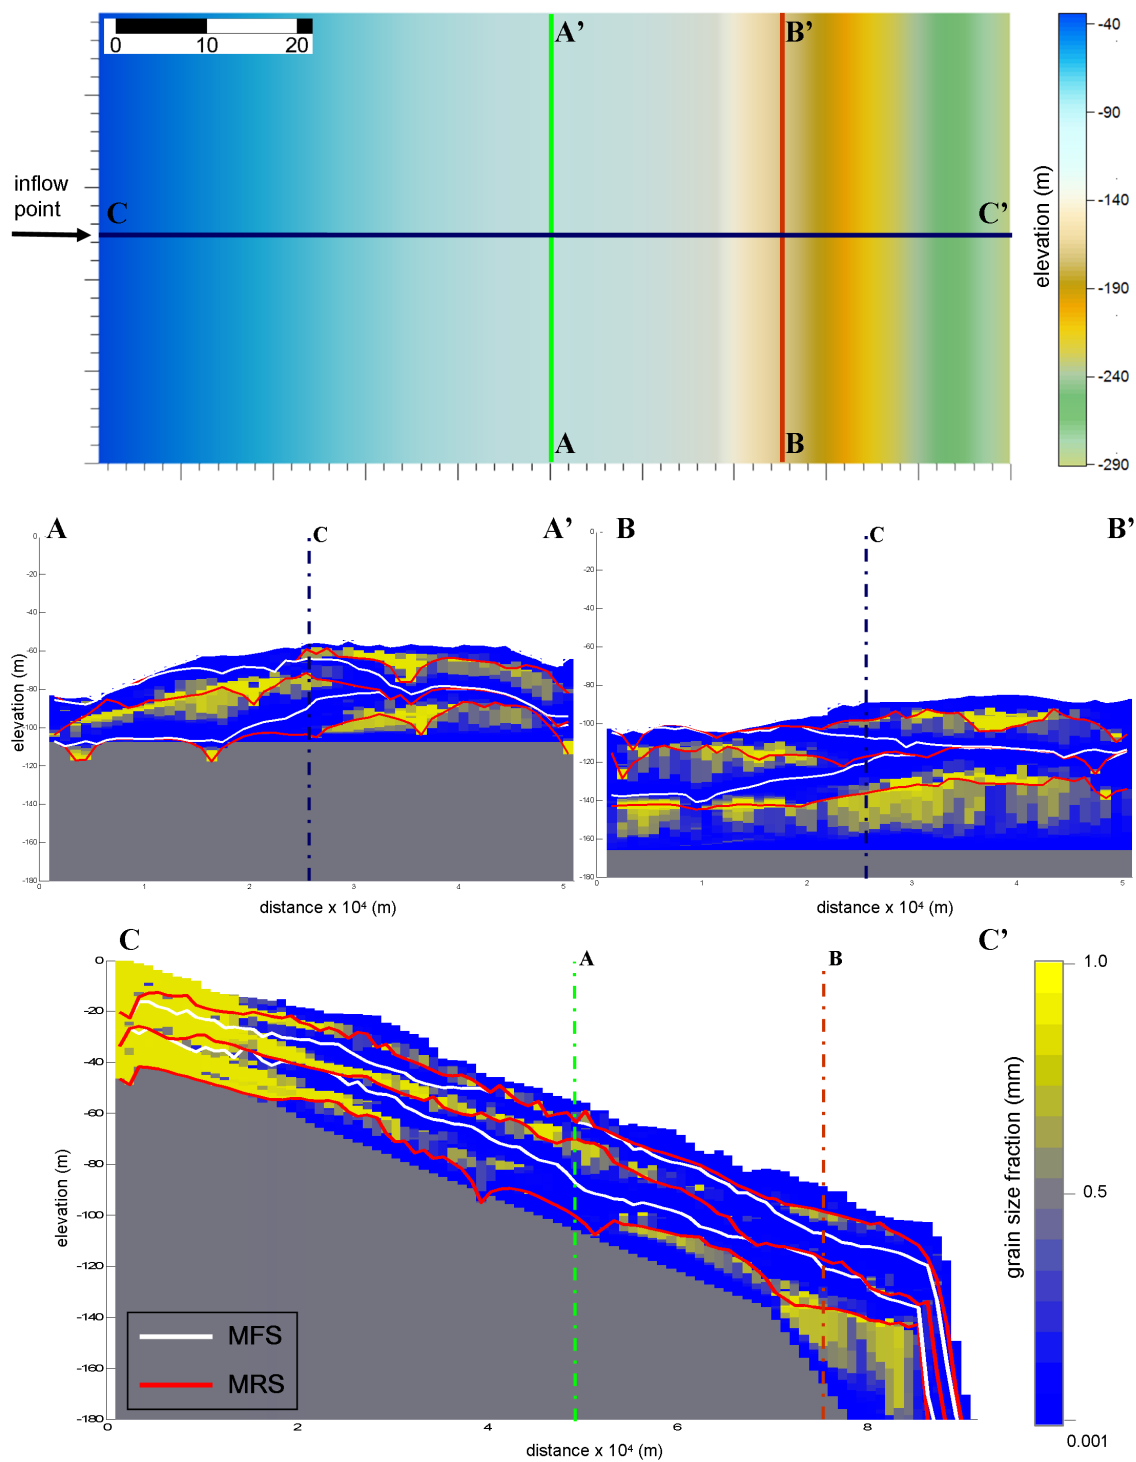 0 10 20
A’ B’
-40
-90
-140
-190
-240
-290
elevation (m)
inflow
point
C C’
A B
A C A’
0
-20
-40
-60
-80
-100
-120
-140
-160
-180
elevation (m)
0 1 2 3 4 5
distance x 10⁴ (m)
B C B’
0
-20
-40
-60
-80
-100
-120
-140
-160
-180
0 1 2 3 4 5
distance x 10⁴ (m)
C A B C’
0
-20
-40
-60
-80
-100
-120
-140
-160
-180
elevation (m)
0 2 4 6 8
distance x 10⁴ (m)
MFS
MRS
1.0
0.5
0.001
grain size fraction (mm)